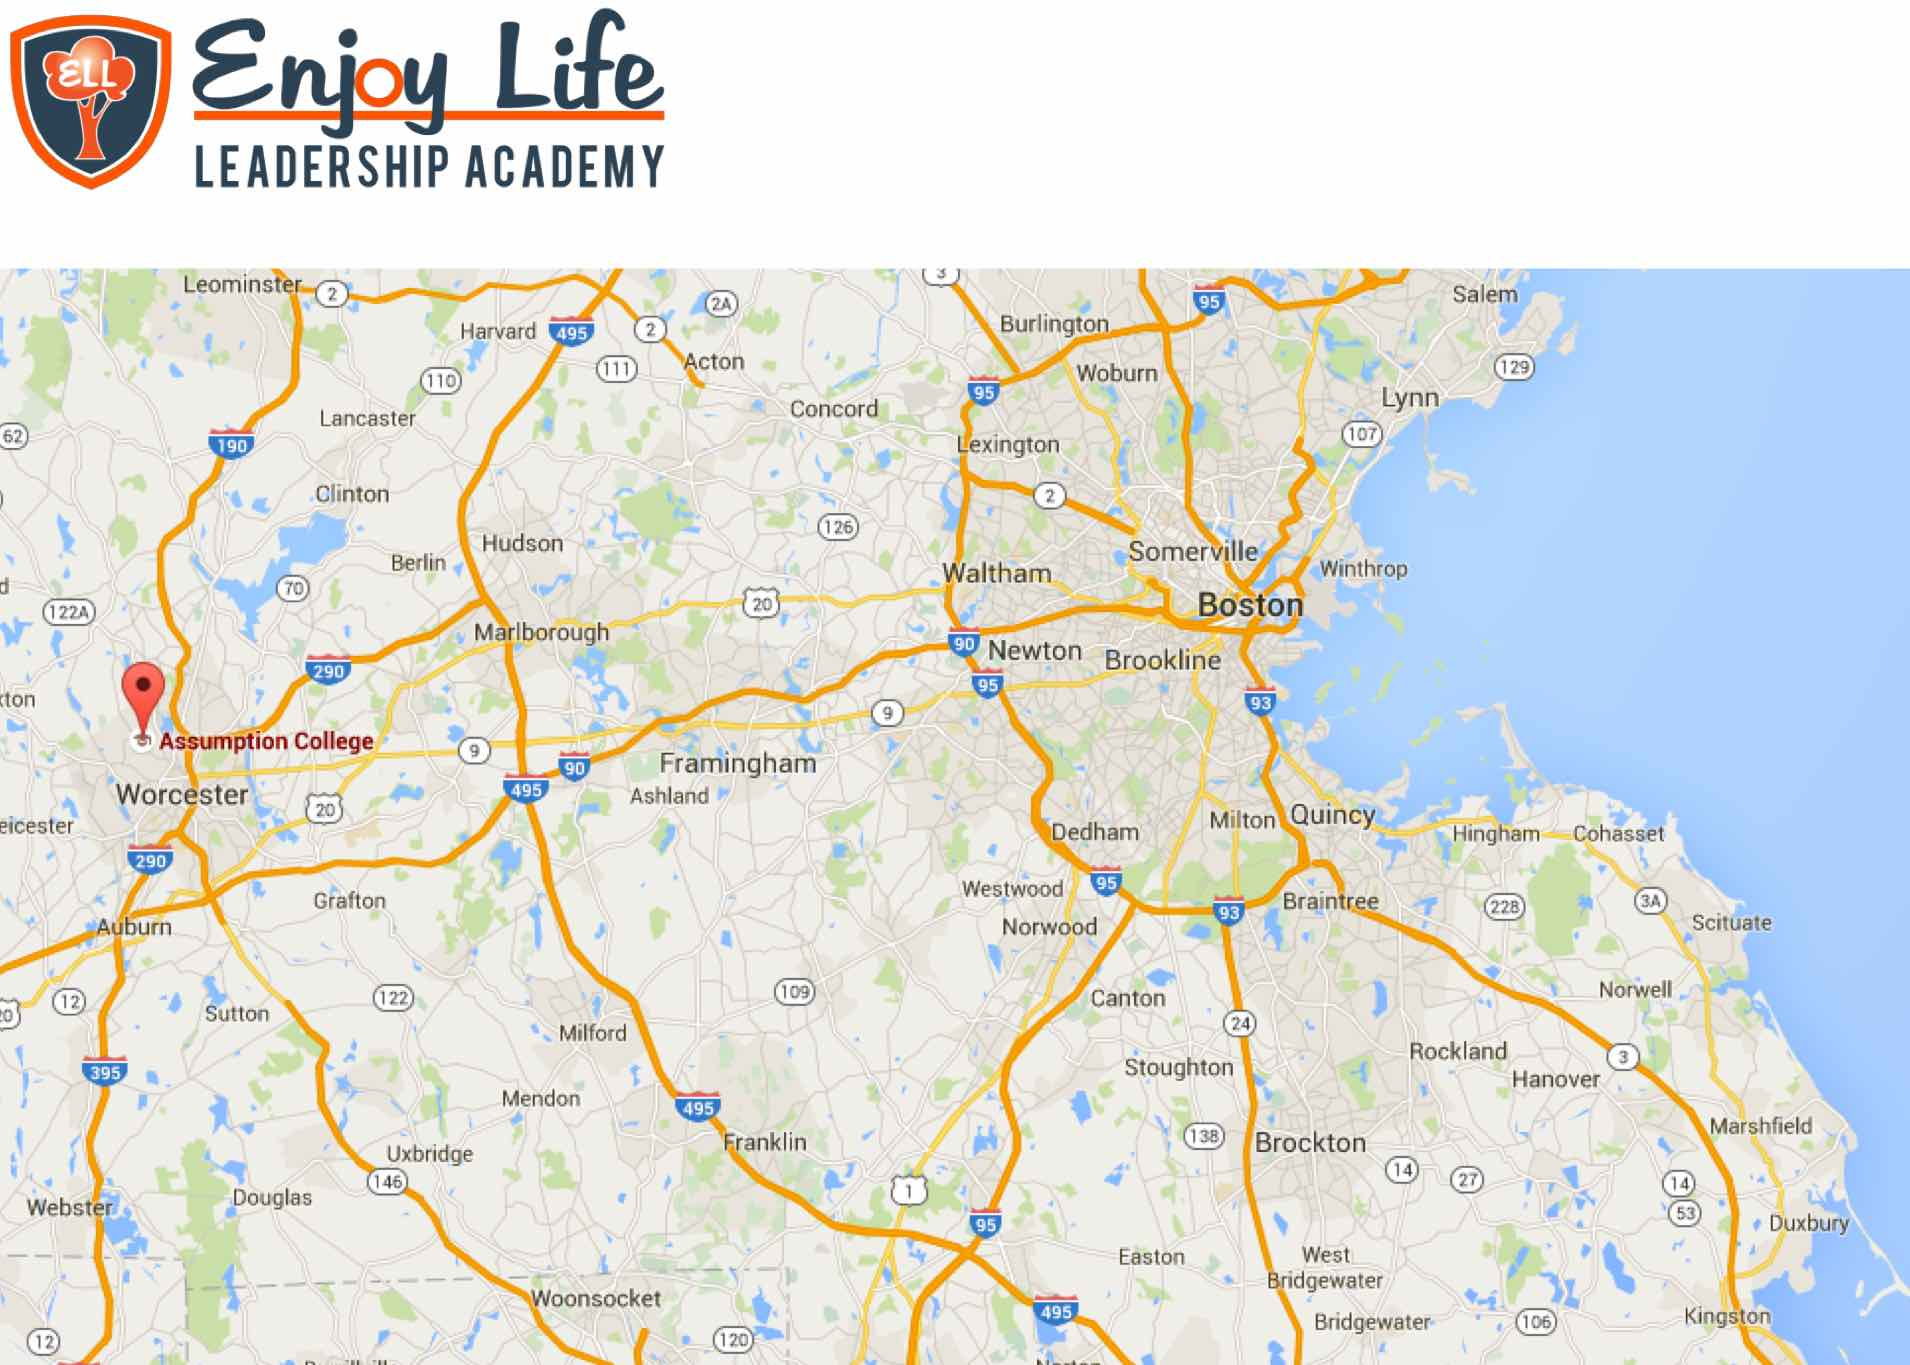 ELL
Enjoy Life
LEADERSHIP ACADEMY
Leominster
2
Harvard
495
2
2A
Acton
111
110
Lancaster
Concord
62
190
Clinton
126
Berlin
Hudson
70
122A
20
Marlborough
290
3
Burlington
95
Salem
Woburn
129
95
Lynn
Lexington
107
2
Somerville
Winthrop
Waltham
Boston
90
Newton
Brookline
95
93
9
Assumption College
9
90
Framingham
495
Ashland
Worcester
20
eicester
290
Grafton
Auburn
Dedham
Milton
Quincy
Hingham
Cohasset
95
Westwood
93
Braintree
228
3A
Norwood
Scituate
12
20
Sutton
122
109
Canton
Norwell
Milford
24
Rockland
3
395
Stoughton
Hanover
Mendon
495
Franklin
138
Brockton
Marshfield
Uxbridge
146
14
27
14
53
1
Douglas
Webster
95
Duxbury
Easton
West
Bridgewater
Woonsocket
495
Bridgewater
106
Kingston
12
120